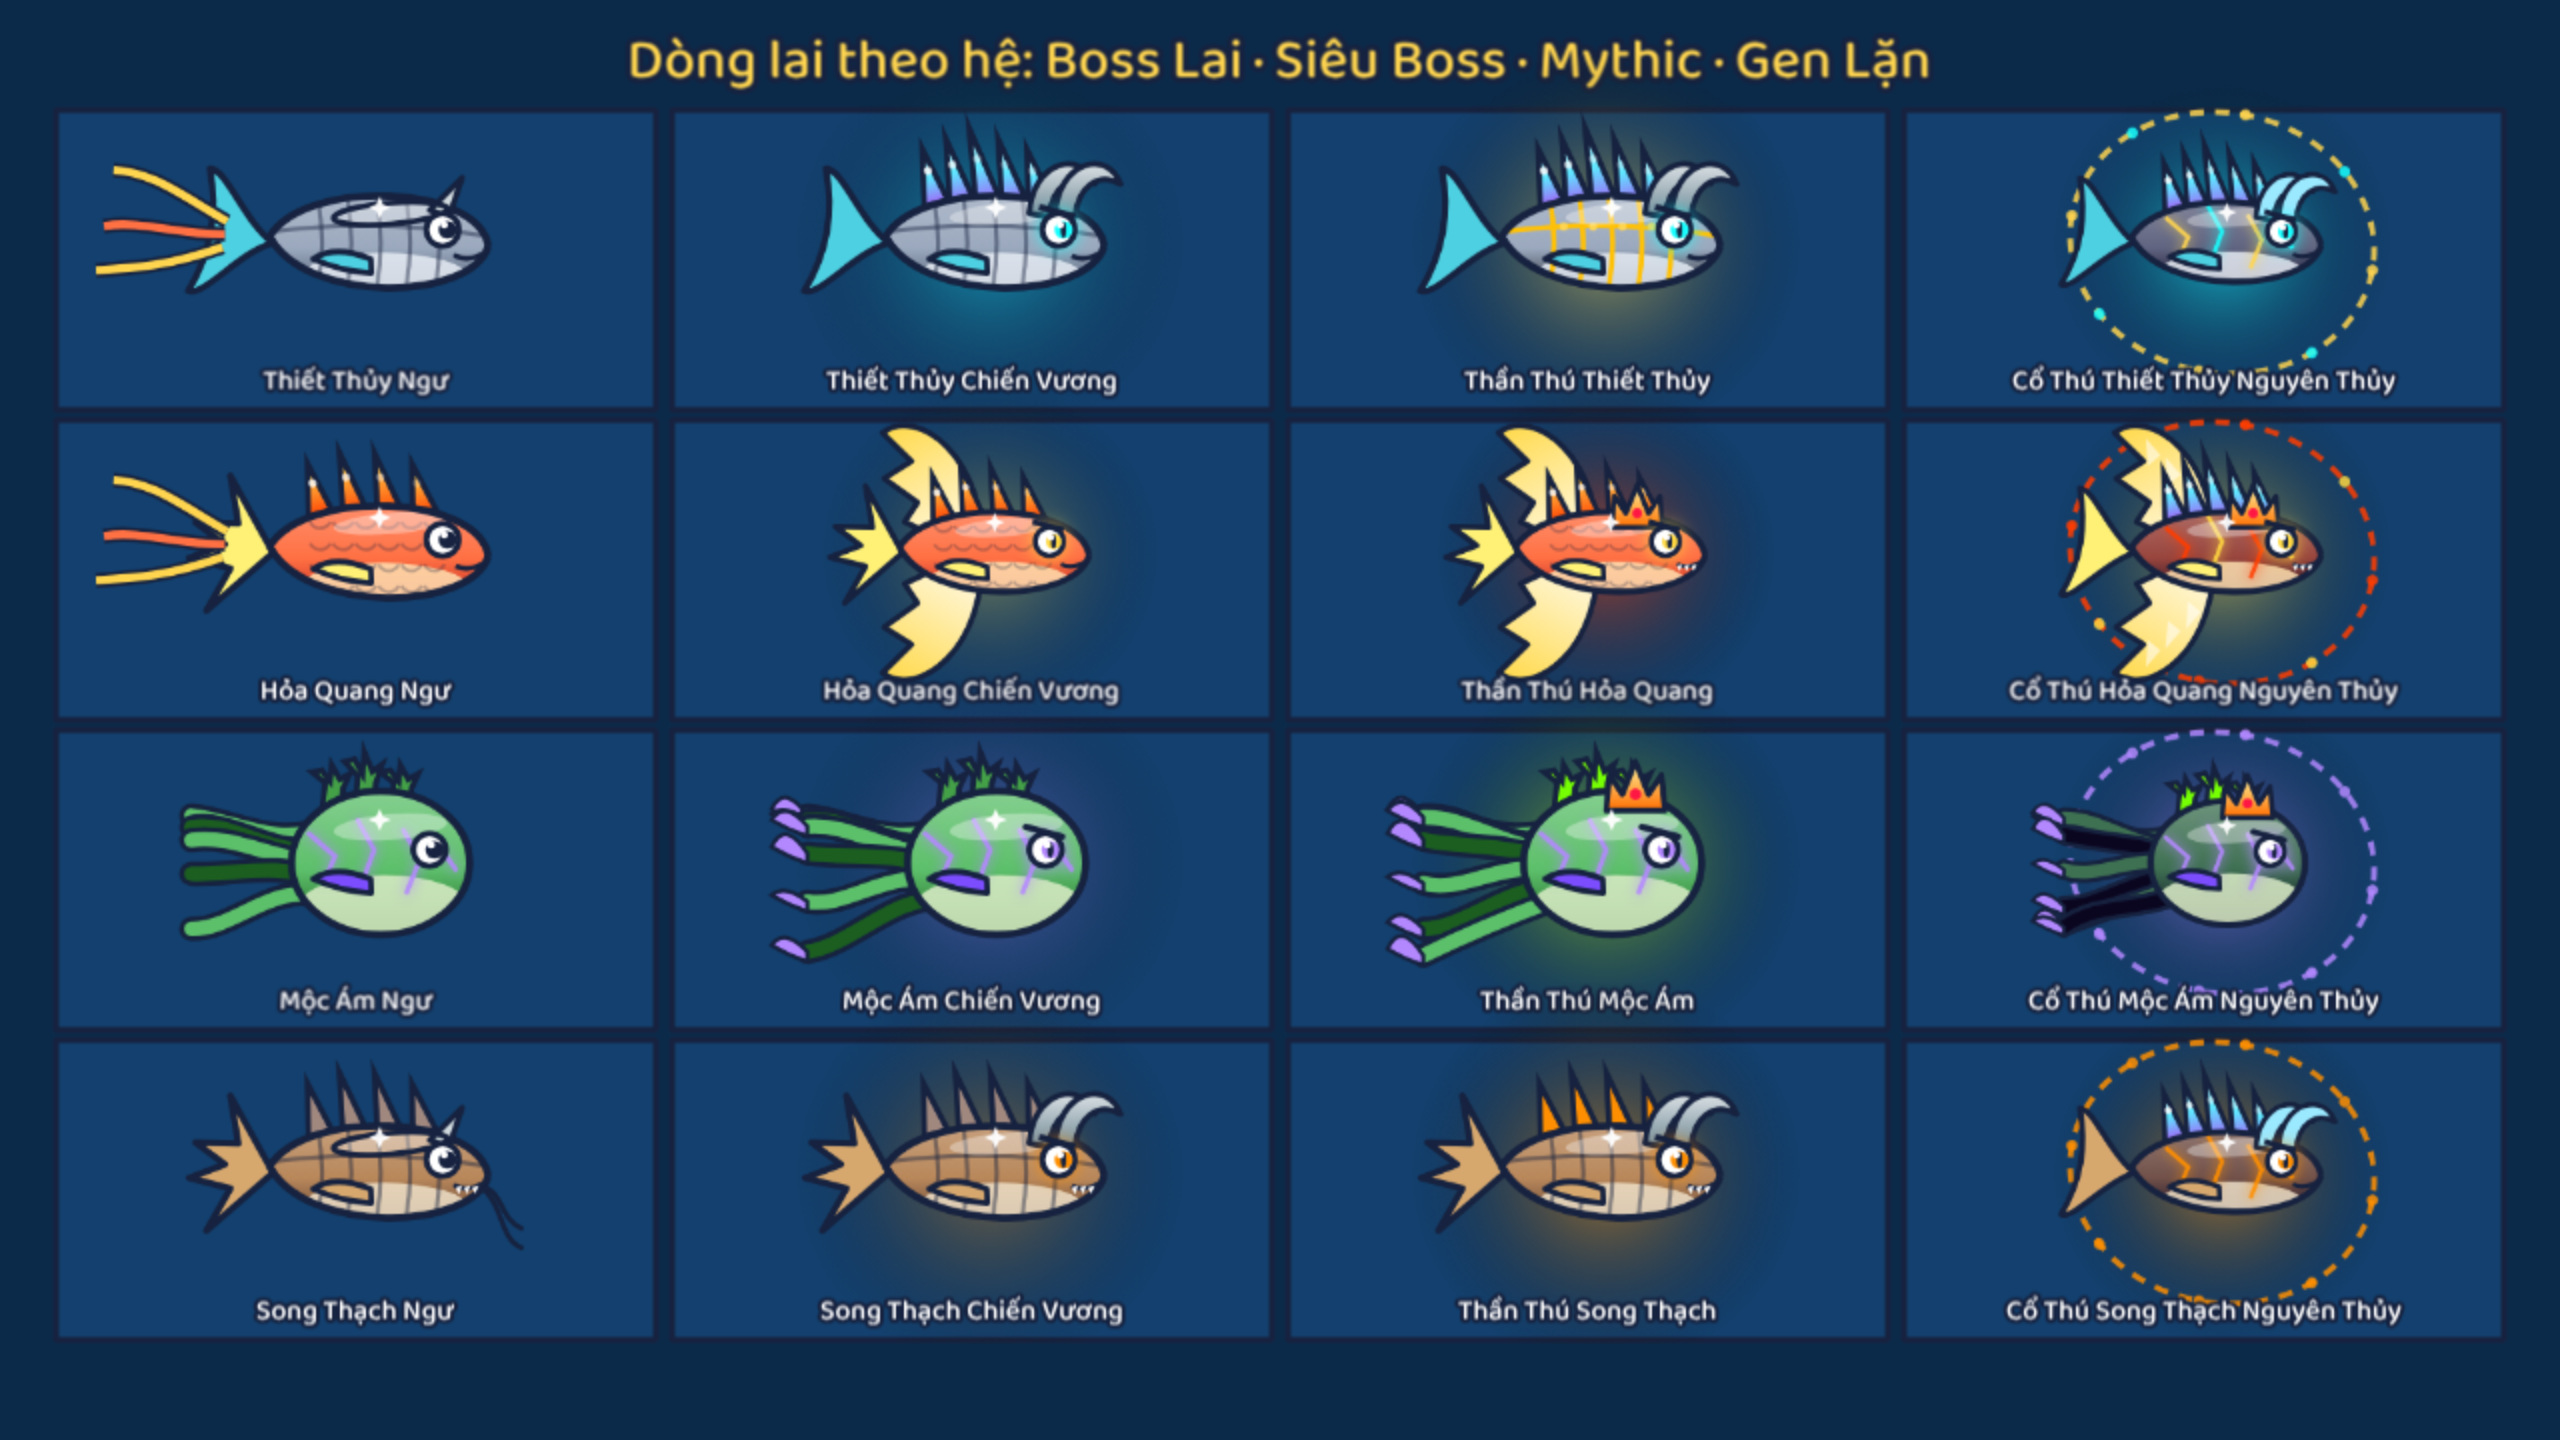 Dòng lai theo hệ: Boss Lai · Siêu Boss · Mythic · Gen Lặn
Thiết Thủy Ngư
Thiết Thủy Chiến Vương
Thần Thú Thiết Thủy
Cổ Thú Thiết Thủy Nguyên Thủy
Hỏa Quang Ngư
Hỏa Quang Chiến Vương
Thần Thú Hỏa Quang
Cổ Thú Hỏa Quang Nguyên Thủy
Mộc Ám Ngư
Mộc Ám Chiến Vương
Thần Thú Mộc Ám
Cổ Thú Mộc Ám Nguyên Thủy
Song Thạch Ngư
Song Thạch Chiến Vương
Thần Thú Song Thạch
Cổ Thú Song Thạch Nguyên Thủy